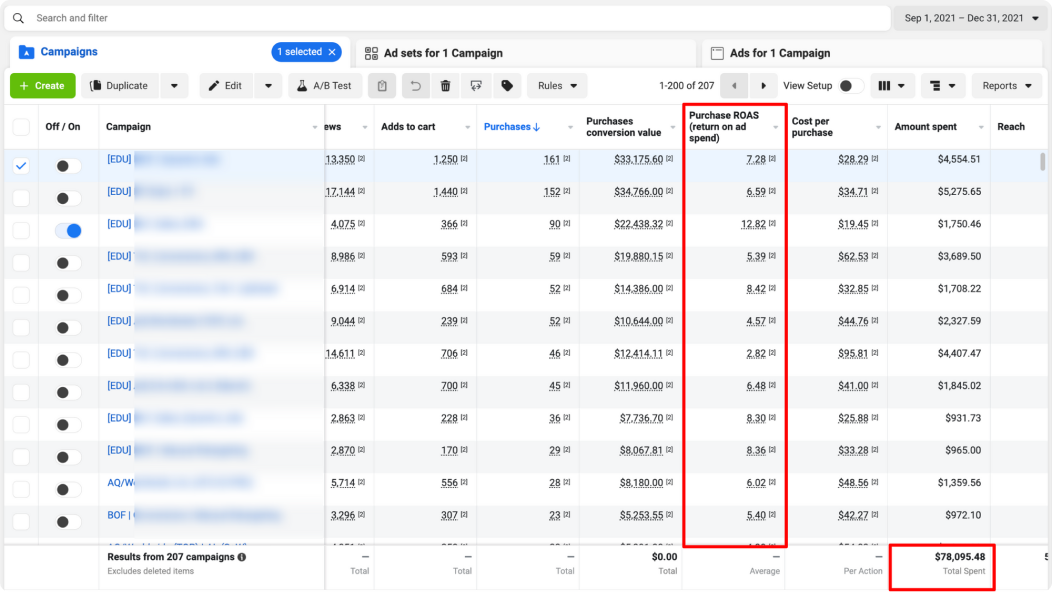 Search and filter
Sep 1, 2021 – Dec 31, 2021
Campaigns
1 selected ×
Ad sets for 1 Campaign
Ads for 1 Campaign
+ Create
Duplicate
Edit
A/B Test
Rules
1-200 of 207
View Setup
Reports
Off / On
Campaign
ews
Adds to cart
Purchases ↓
Purchases
conversion value
Purchase ROAS
(return on ad
spend)
Cost per
purchase
Amount spent
Reach
[EDU] 13,350 [2] 1,250 [2] 161 [2] $33,175.60 [2] 7.28 [2] $28.29 [2] $4,554.51
[EDU] 17,144 [2] 1,440 [2] 152 [2] $34,766.00 [2] 6.59 [2] $34.71 [2] $5,275.65
[EDU] 4,075 [2] 366 [2] 90 [2] $22,438.32 [2] 12.82 [2] $19.45 [2] $1,750.46
[EDU] 8,986 [2] 593 [2] 59 [2] $19,880.15 [2] 5.39 [2] $62.53 [2] $3,689.50
[EDU] 6,914 [2] 684 [2] 52 [2] $14,386.00 [2] 8.42 [2] $32.85 [2] $1,708.22
[EDU] 9,044 [2] 239 [2] 52 [2] $10,644.00 [2] 4.57 [2] $44.76 [2] $2,327.59
[EDU] 14,611 [2] 706 [2] 46 [2] $12,414.11 [2] 2.82 [2] $95.81 [2] $4,407.47
[EDU] 6,338 [2] 700 [2] 45 [2] $11,960.00 [2] 6.48 [2] $41.00 [2] $1,845.02
[EDU] 2,863 [2] 228 [2] 36 [2] $7,736.70 [2] 8.30 [2] $25.88 [2] $931.73
[EDU] 2,870 [2] 170 [2] 29 [2] $8,067.81 [2] 8.36 [2] $33.28 [2] $965.00
AQ/W 5,714 [2] 556 [2] 28 [2] $8,180.00 [2] 6.02 [2] $48.56 [2] $1,359.56
BOF | 3,296 [2] 307 [2] 23 [2] $5,253.55 [2] 5.40 [2] $42.27 [2] $972.10
Results from 207 campaigns — — — $0.00 — — $78,095.48
Excludes deleted items Total Total Total Total Average Per Action Total Spent